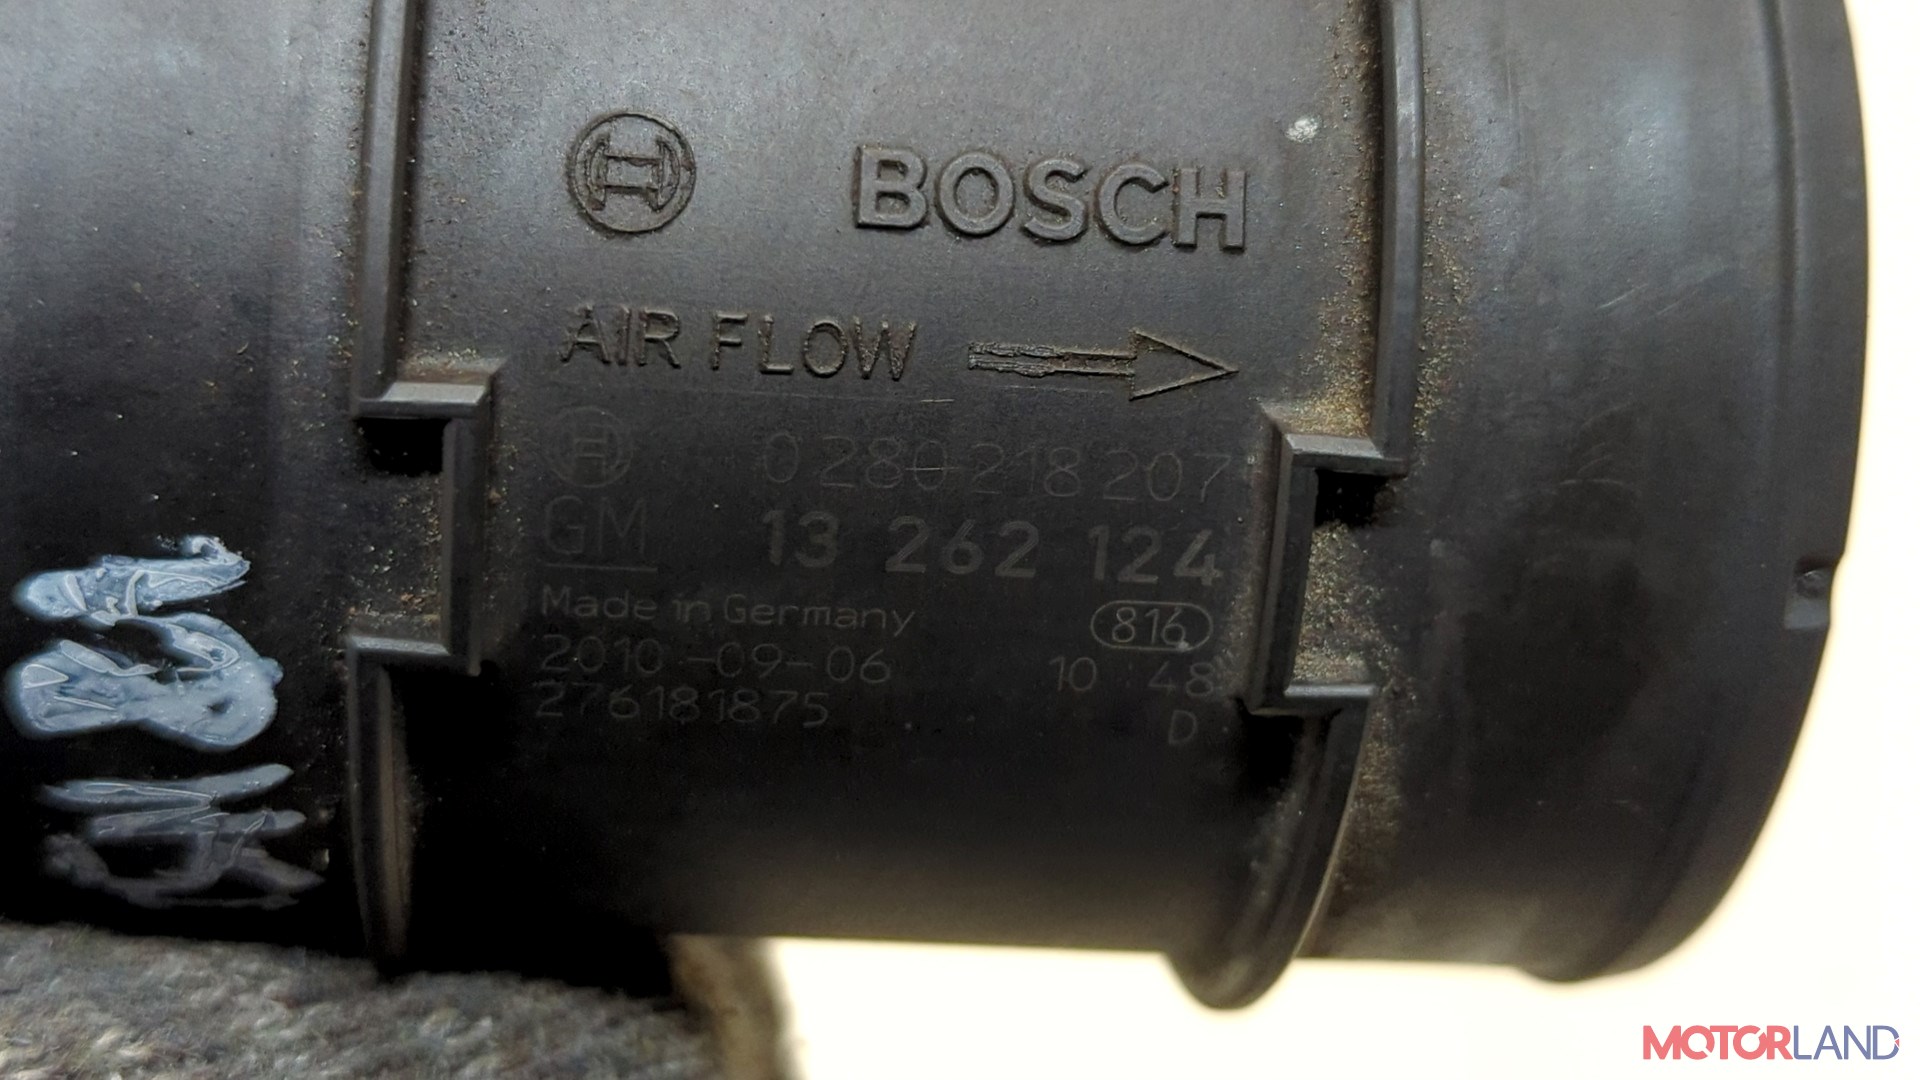 BOSCH
AIR FLOW
0 280 218 207
GM 13 262 124
Made in Germany 816
2010-09-06 10 48
276181875 D
MOTORLAND